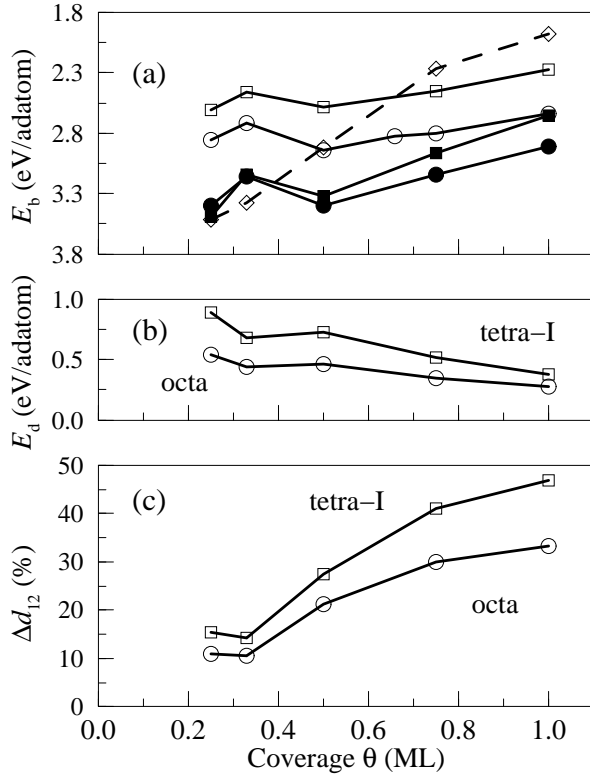 (a)
E_b (eV/adatom)
1.8
2.3
2.8
3.3
3.8
(b)
E_d (eV/adatom)
1.0
0.5
0.0
tetra−I
octa
(c)
Δd_12 (%)
50
40
30
20
10
0
tetra−I
octa
0.0 0.2 0.4 0.6 0.8 1.0
Coverage θ (ML)